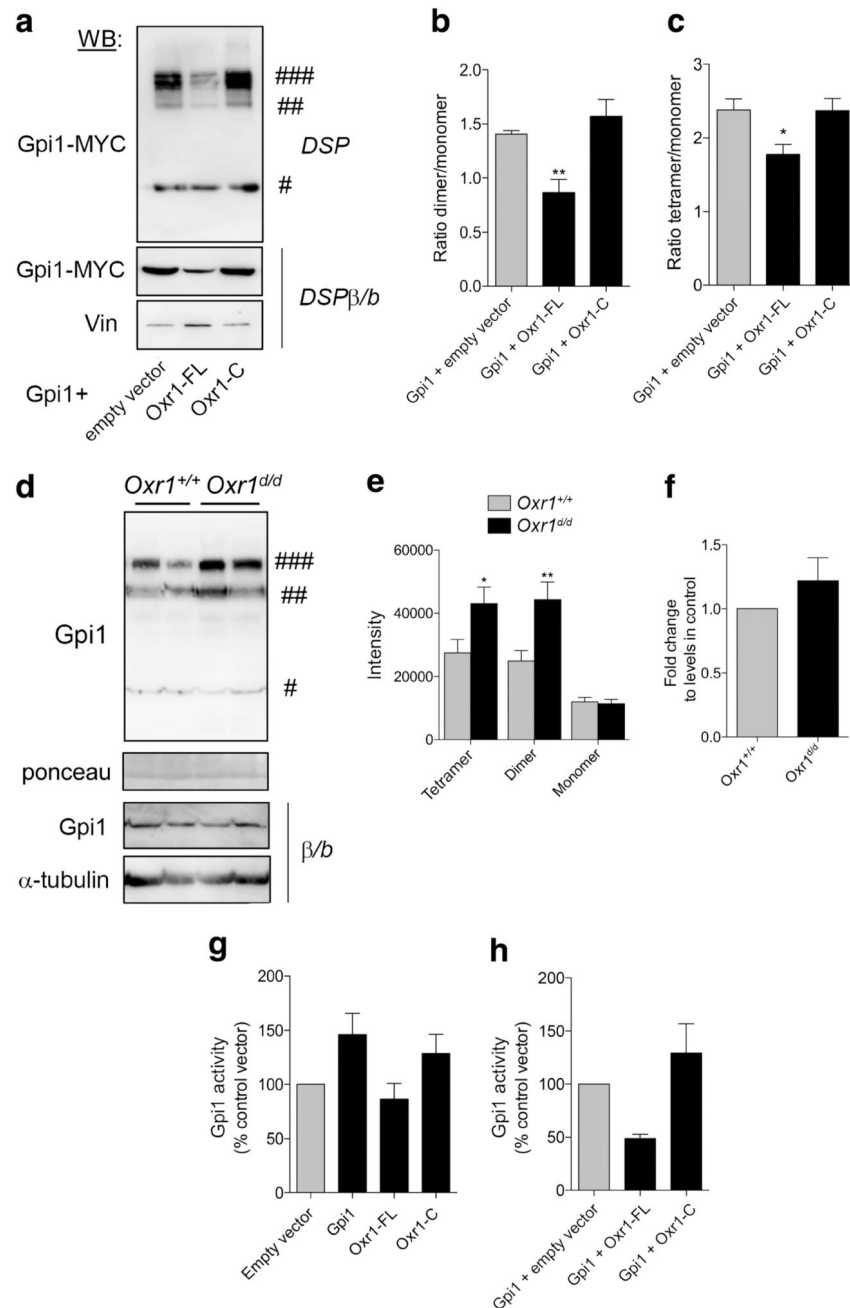 a
WB:
###
##
Gpi1-MYC
DSP
#
Gpi1-MYC
DSPβ/b
Vin
Gpi1+
empty vector
Oxr1-FL
Oxr1-C
b
Ratio dimer/monomer
2.0
1.5
1.0
0.5
0.0
**
Gpi1 + empty vector
Gpi1 + Oxr1-FL
Gpi1 + Oxr1-C
c
Ratio tetramer/monomer
3
2
1
0
*
Gpi1 + empty vector
Gpi1 + Oxr1-FL
Gpi1 + Oxr1-C
d
Oxr1+/+ Oxr1d/d
###
##
Gpi1
#
ponceau
Gpi1
β/b
α-tubulin
e
Oxr1+/+
Oxr1d/d
Intensity
60000
40000
20000
0
*
**
Tetramer
Dimer
Monomer
f
Fold change
to levels in control
1.5
1.0
0.5
0.0
Oxr1+/+
Oxr1d/d
g
Gpi1 activity
(% control vector)
200
150
100
50
0
Empty vector
Gpi1
Oxr1-FL
Oxr1-C
h
Gpi1 activity
(% control vector)
200
150
100
50
0
Gpi1 + empty vector
Gpi1 + Oxr1-FL
Gpi1 + Oxr1-C